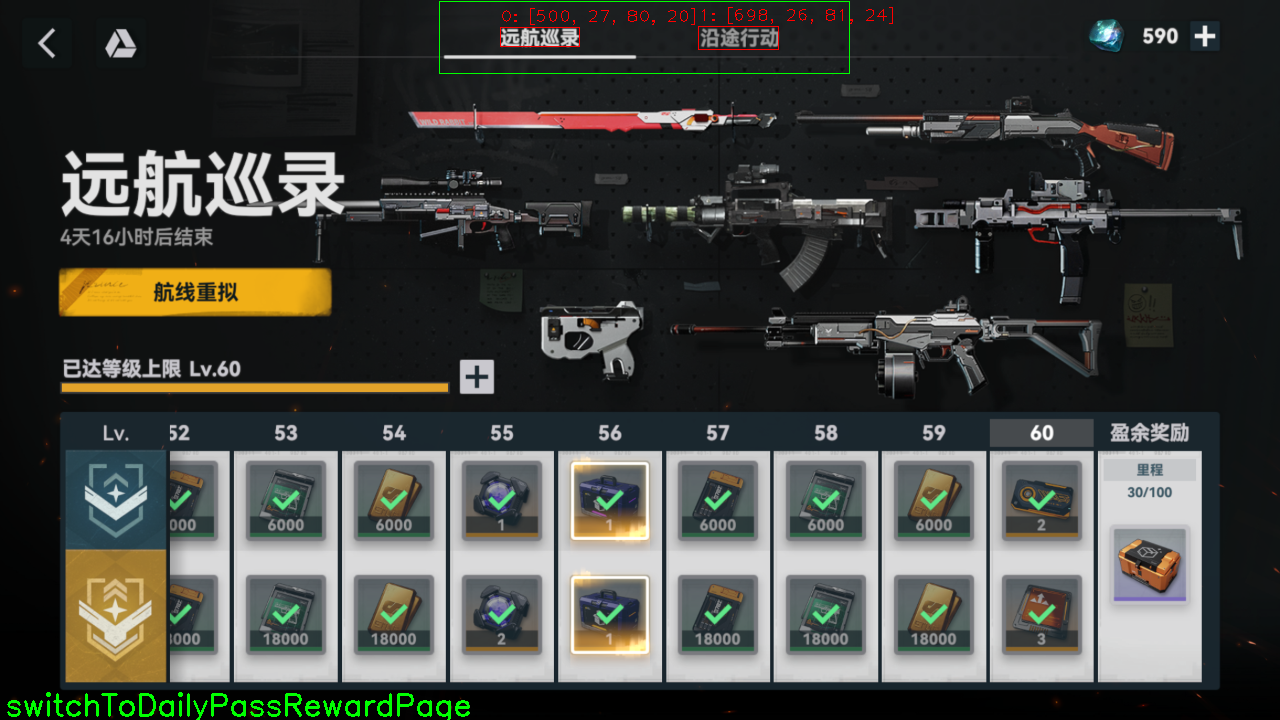 0: [500, 27, 80, 20]1: [698, 26, 81, 24]
远航巡录 沿途行动
590
WILD RABBIT
远航巡录
4天16小时后结束
航线重拟
已达等级上限 Lv.60
Lv. 52 53 54 55 56 57 58 59 60 盈余奖励
里程
30/100
000 6000 6000 1 1 6000 6000 6000 2
8000 18000 18000 2 1 18000 18000 18000 3
switchToDailyPassRewardPage